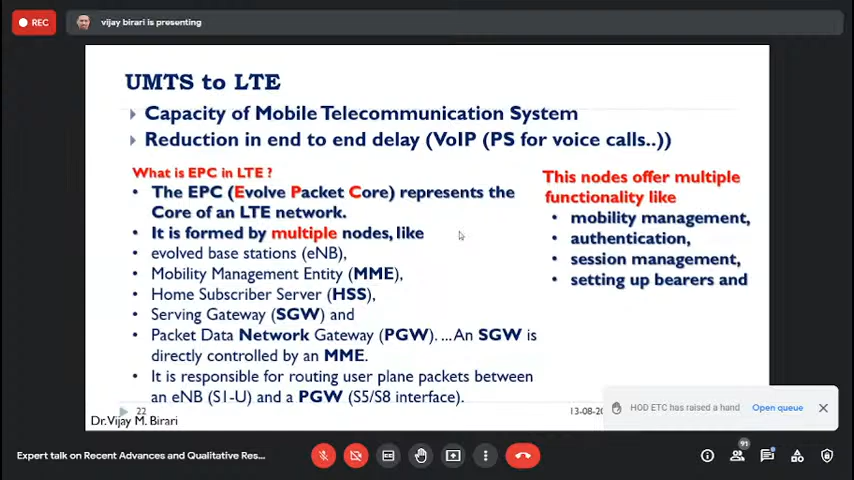 REC
vijay birari is presenting
UMTS to LTE
Capacity of Mobile Telecommunication System
Reduction in end to end delay (VoIP (PS for voice calls..))
What is EPC in LTE ?
• The EPC (Evolve Packet Core) represents the
Core of an LTE network.
• It is formed by multiple nodes, like
• evolved base stations (eNB),
• Mobility Management Entity (MME),
• Home Subscriber Server (HSS),
• Serving Gateway (SGW) and
• Packet Data Network Gateway (PGW). ...An SGW is
directly controlled by an MME.
• It is responsible for routing user plane packets between
an eNB (S1-U) and a PGW (S5/S8 interface).
This nodes offer multiple
functionality like
• mobility management,
• authentication,
• session management,
• setting up bearers and
22
Dr.Vijay M. Birari
13-08-20
HOD ETC has raised a hand
Open queue
Expert talk on Recent Advances and Qualitative Res...
91